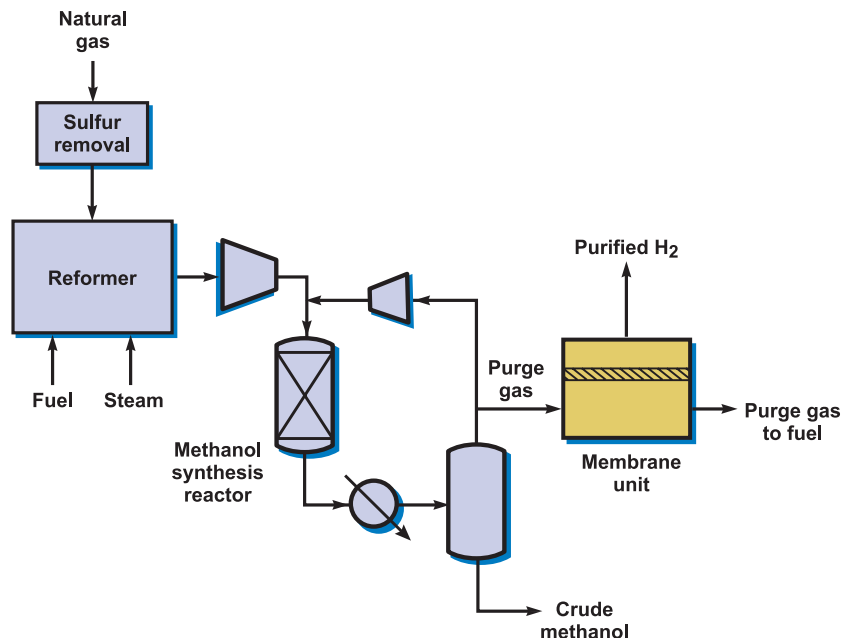 Natural
gas
Sulfur
removal
Reformer
Fuel
Steam
Methanol
synthesis
reactor
Purge
gas
Purified H₂
Membrane
unit
Purge gas
to fuel
Crude
methanol